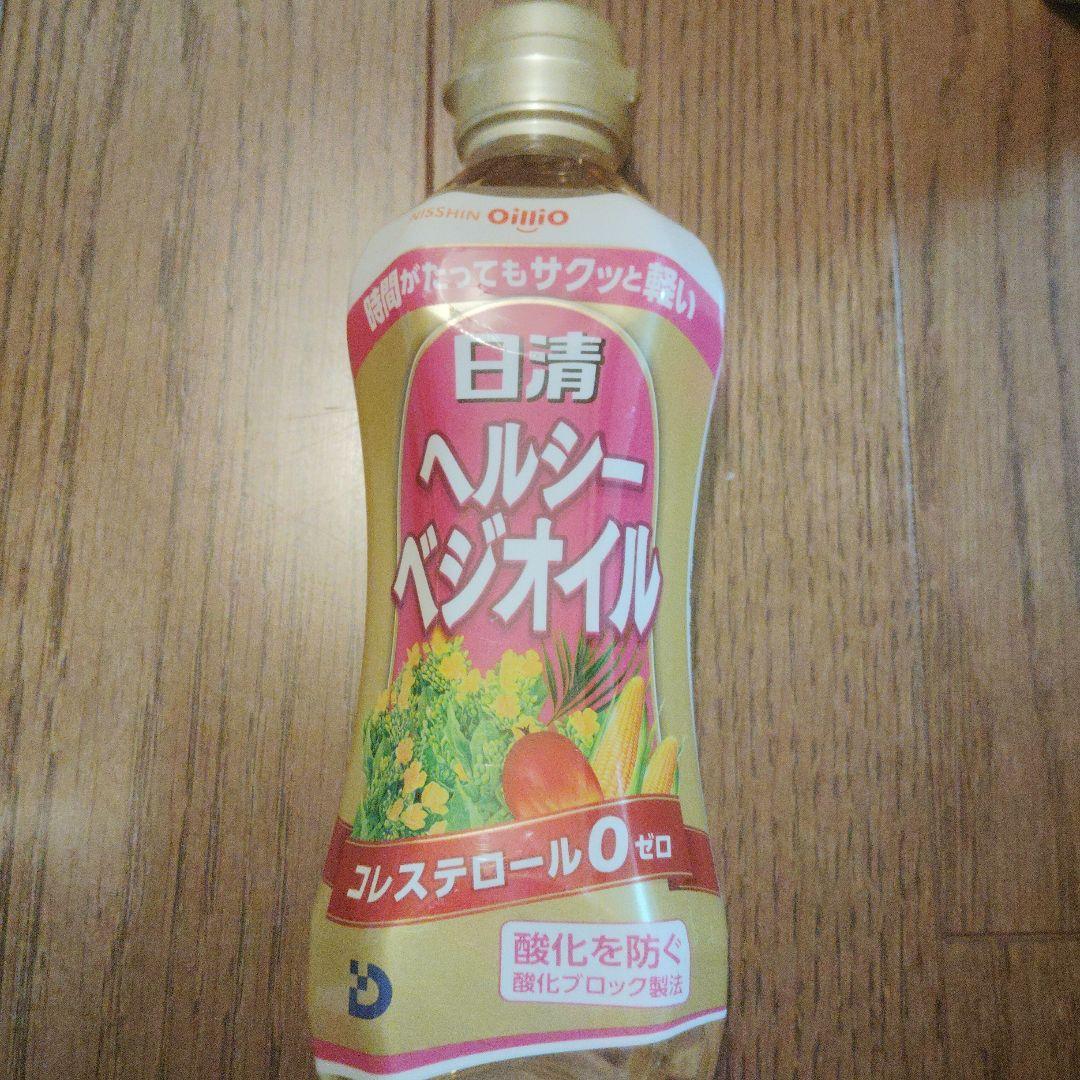 NISSHIN OilliO
時間がたってもサクッと軽い
日清
ヘルシー
ベジオイル
コレステロール0ゼロ
酸化を防ぐ
酸化ブロック製法